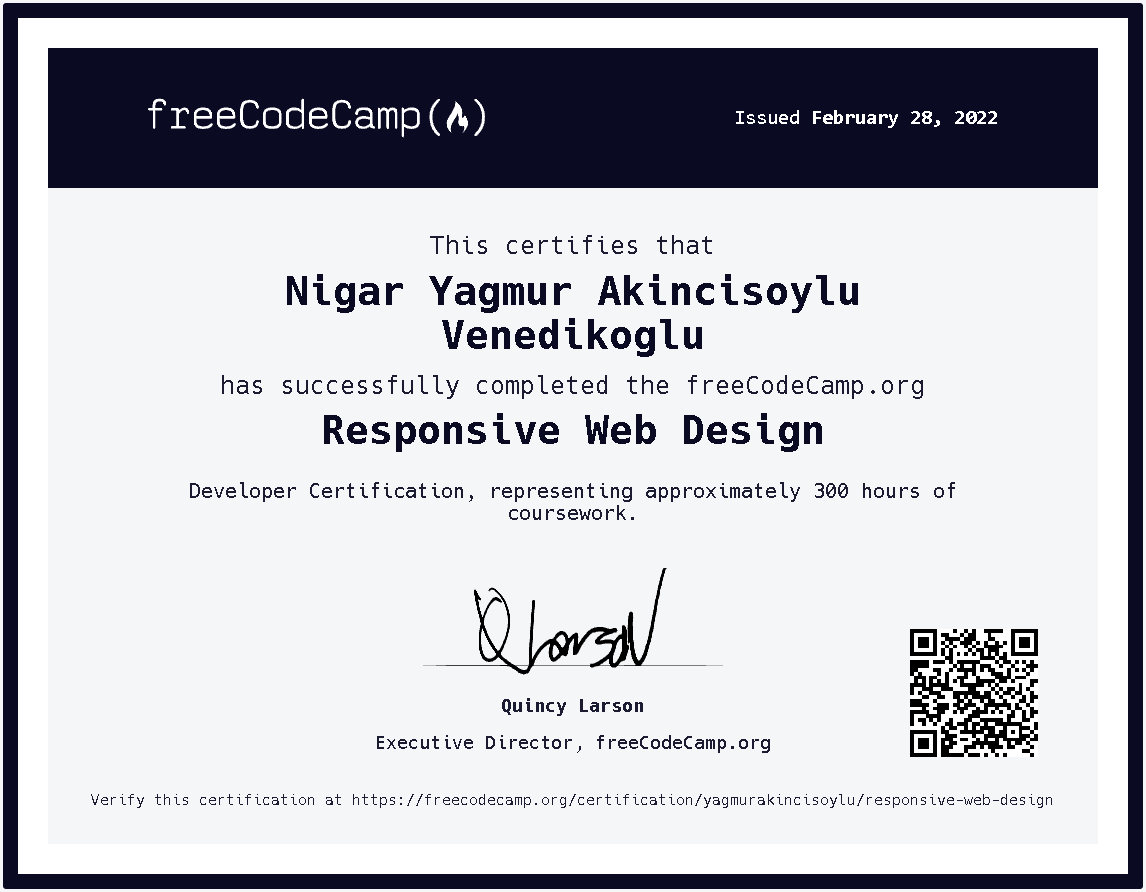 freeCodeCamp(🔥)
Issued February 28, 2022
This certifies that
Nigar Yagmur Akincisoylu
Venedikoglu
has successfully completed the freeCodeCamp.org
Responsive Web Design
Developer Certification, representing approximately 300 hours of
coursework.
Q Larson
Quincy Larson
Executive Director, freeCodeCamp.org
Verify this certification at https://freecodecamp.org/certification/yagmurakincisoylu/responsive-web-design